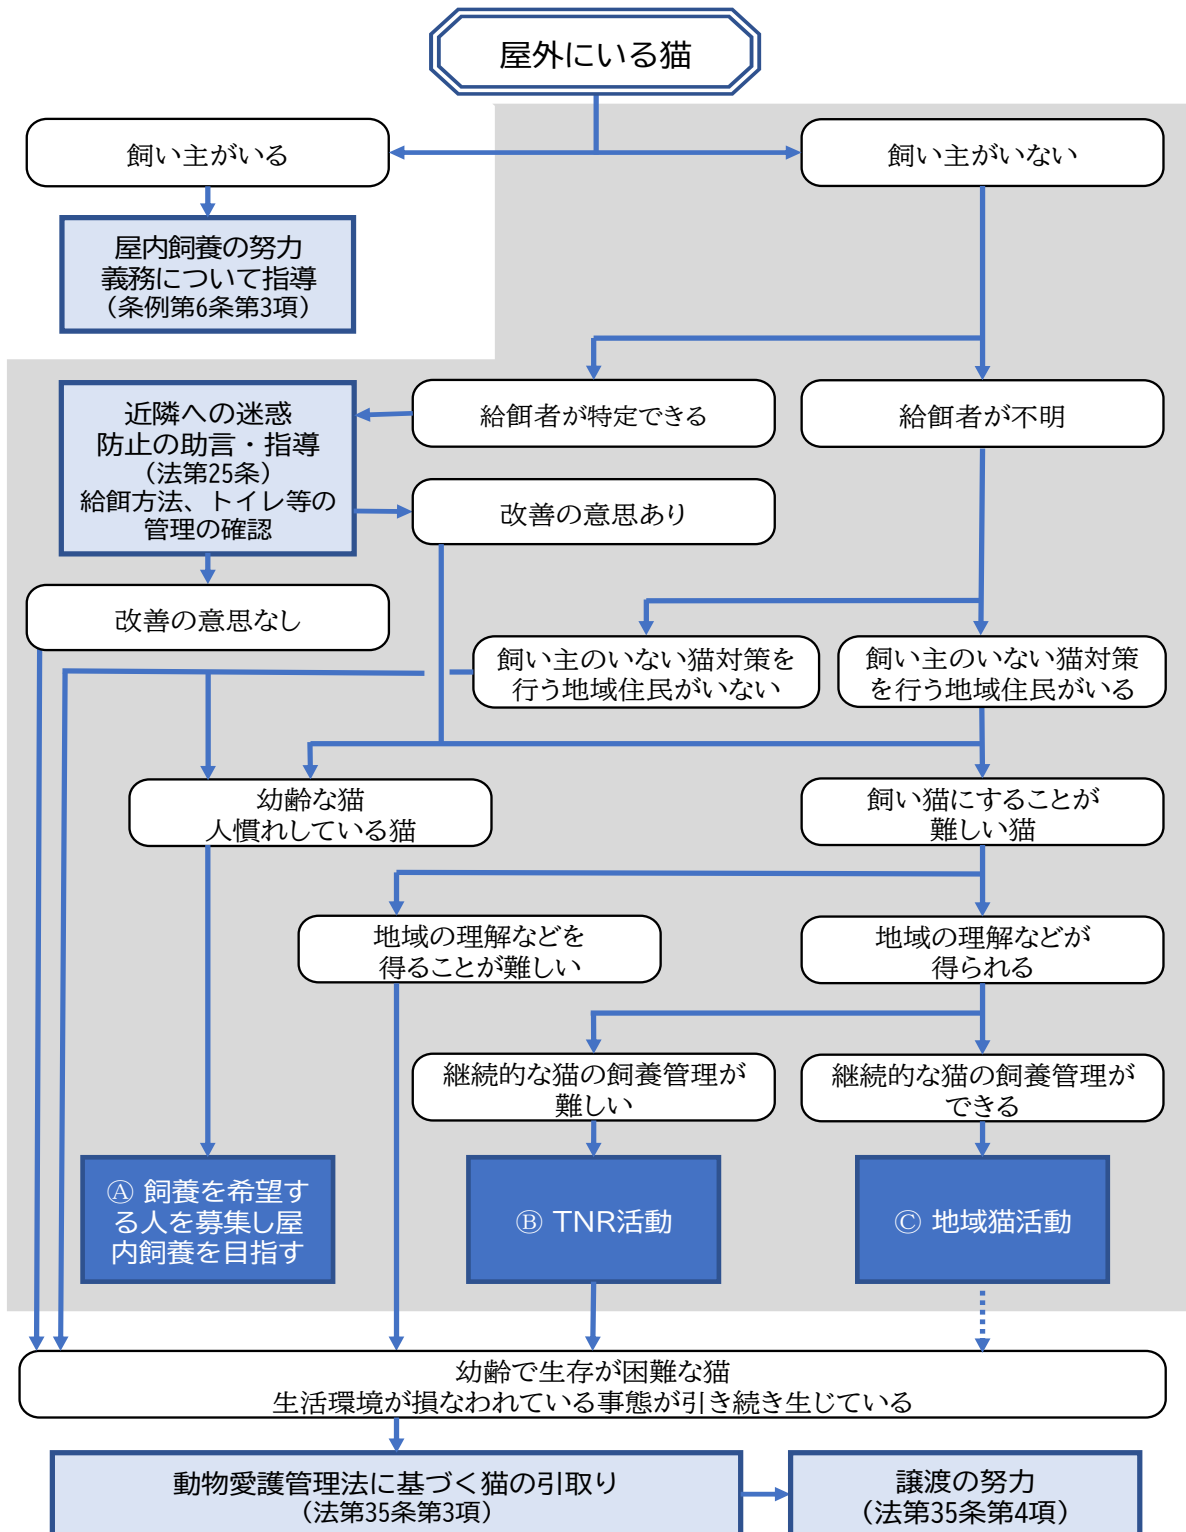 屋外にいる猫
飼い主がいる
飼い主がいない
屋内飼養の努力
義務について指導
（条例第6条第3項）
給餌者が特定できる
給餌者が不明
近隣への迷惑
防止の助言・指導
（法第25条）
給餌方法、トイレ等の
管理の確認
改善の意思あり
改善の意思なし
飼い主のいない猫対策を
行う地域住民がいない
飼い主のいない猫対策
を行う地域住民がいる
幼齢な猫
人慣れしている猫
飼い猫にすることが
難しい猫
地域の理解などを
得ることが難しい
地域の理解などが
得られる
継続的な猫の飼養管理が
難しい
継続的な猫の飼養管理が
できる
Ⓐ 飼養を希望す
る人を募集し屋
内飼養を目指す
Ⓑ TNR活動
Ⓒ 地域猫活動
幼齢で生存が困難な猫
生活環境が損なわれている事態が引き続き生じている
動物愛護管理法に基づく猫の引取り
（法第35条第3項）
譲渡の努力
（法第35条第4項）